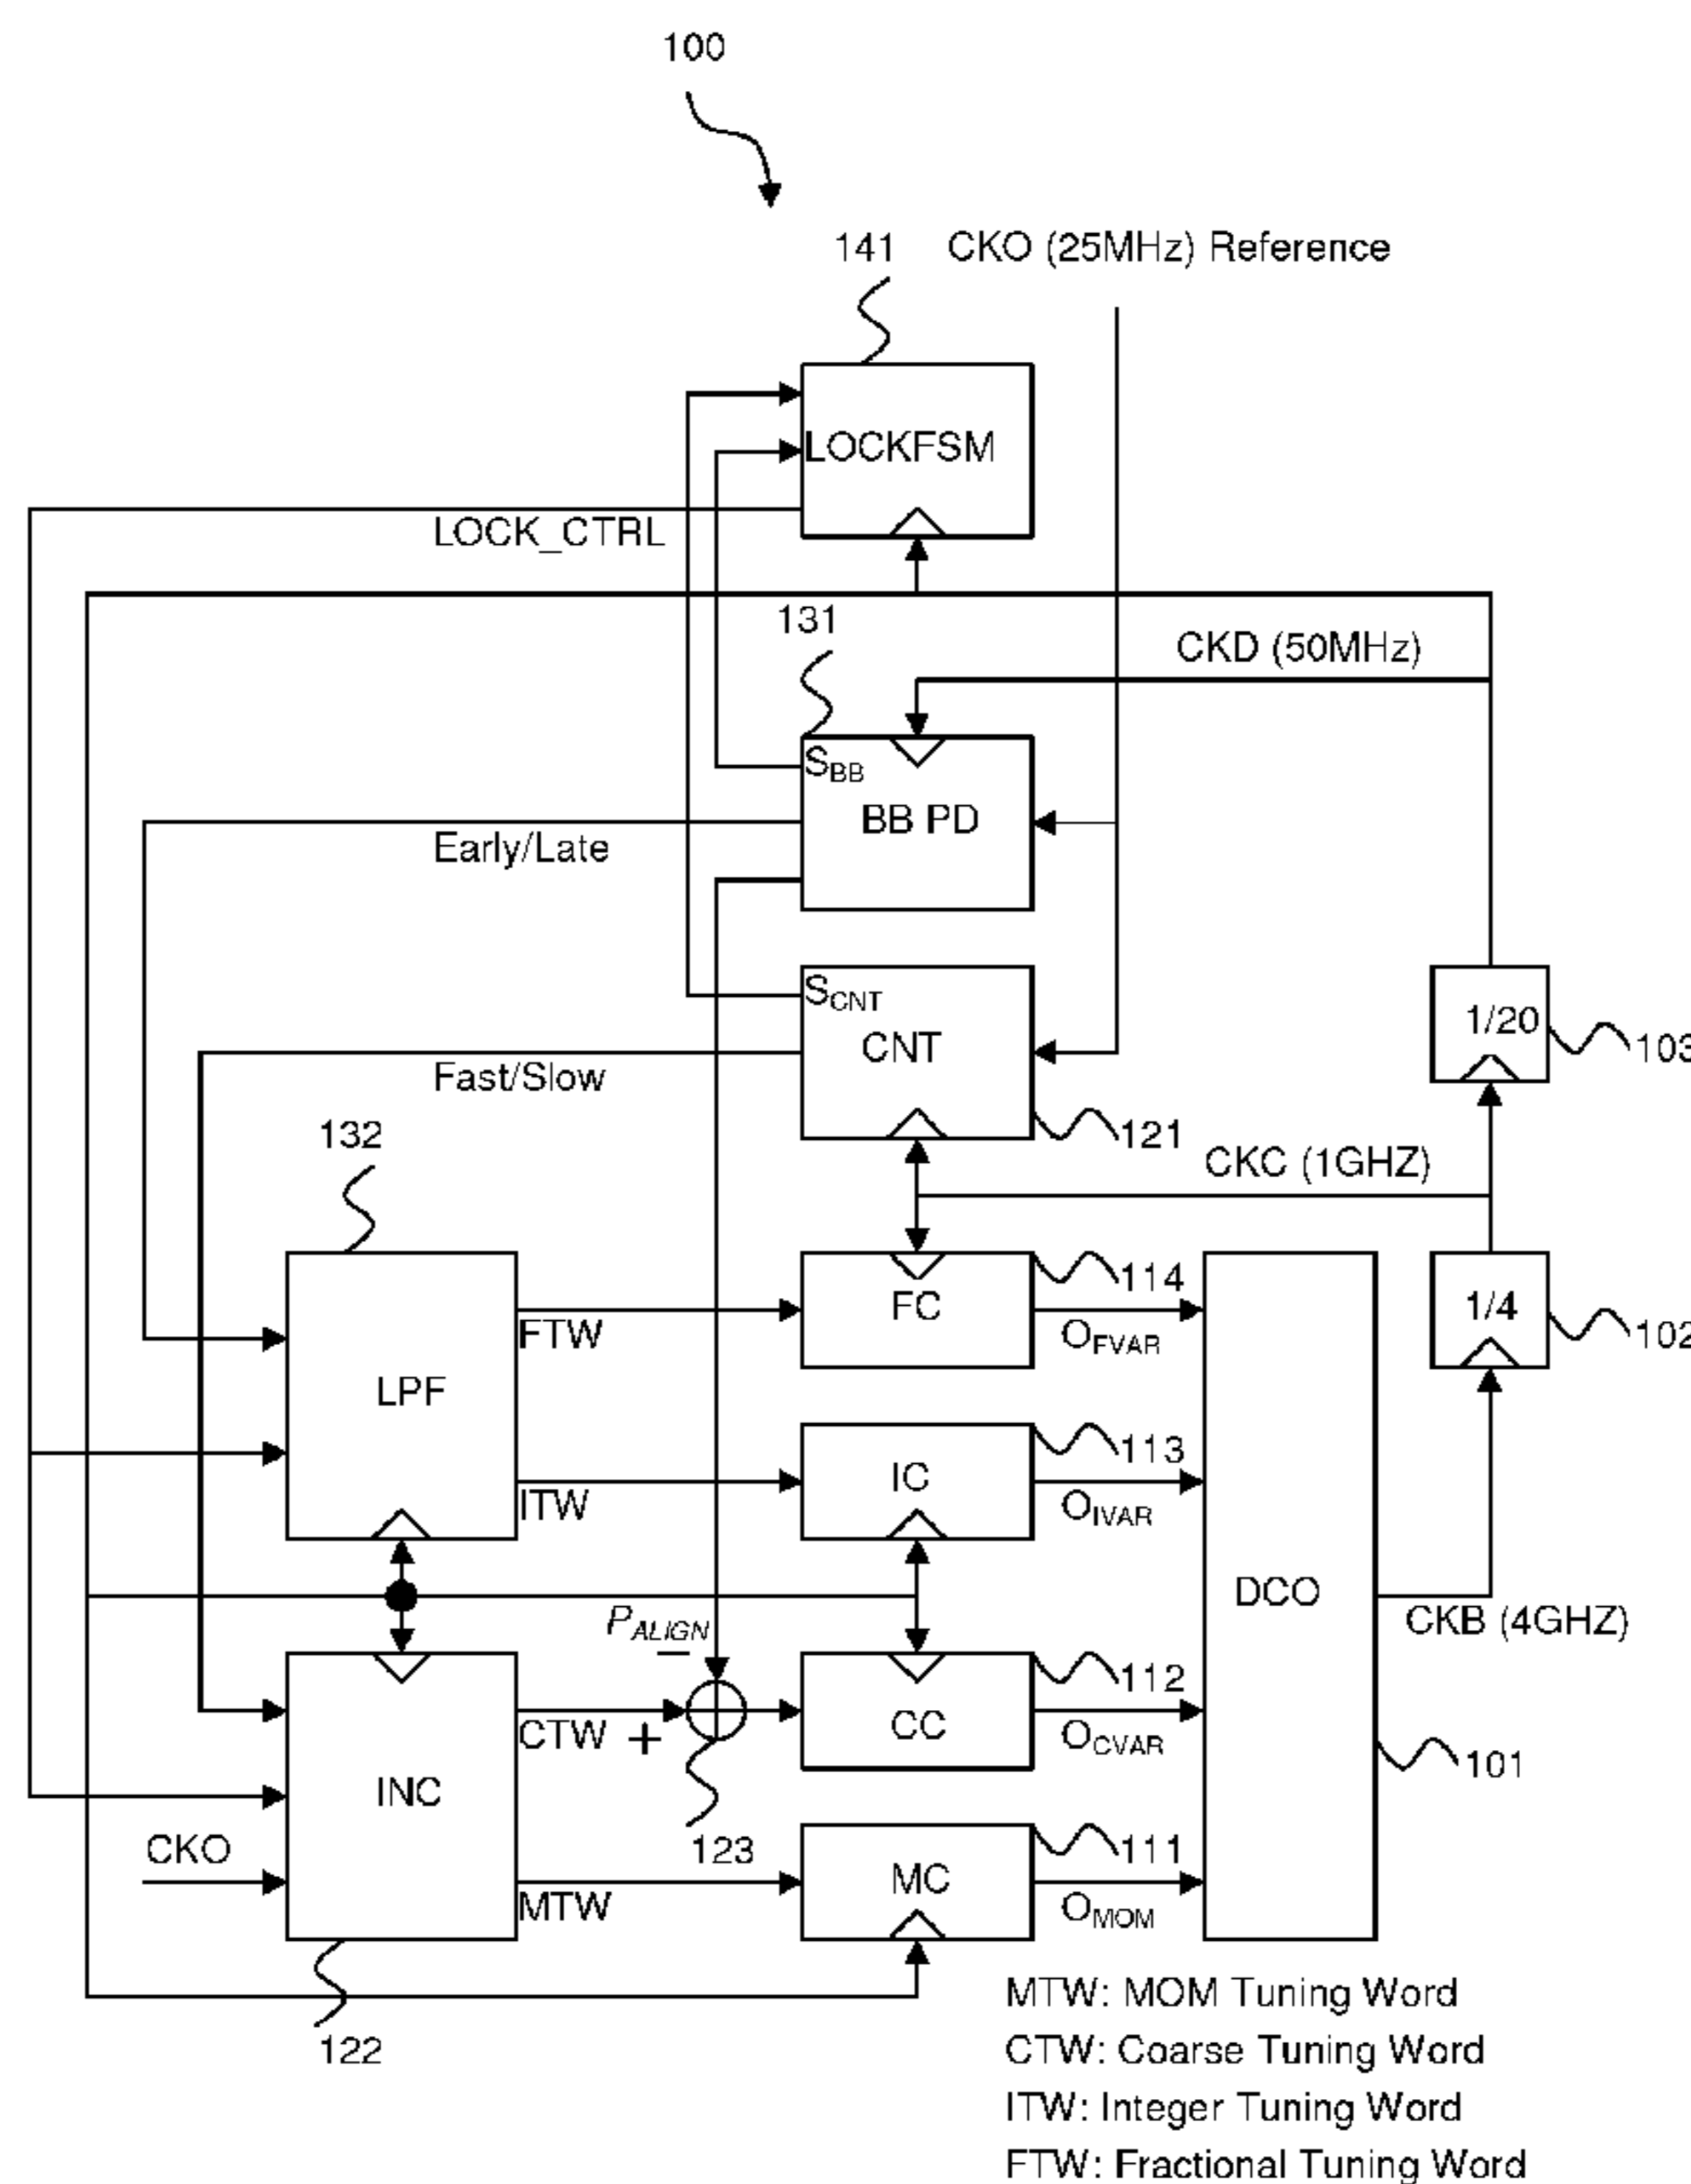 100
141
CKO (25MHz) Reference
LOCKFSM
LOCK_CTRL
131
CKD (50MHz)
SBB
BB PD
Early/Late
SCNT
CNT
1/20
103
Fast/Slow
132
121
CKC (1GHZ)
114
FC
1/4
FTW
OFVAR
102
LPF
113
IC
ITW
OIVAR
DCO
PALIGN
−
CKB (4GHZ)
112
CTW +
CC
OCVAR
101
INC
CKO
123
111
MC
MTW
OMOM
122
MTW: MOM Tuning Word
CTW: Coarse Tuning Word
ITW: Integer Tuning Word
FTW: Fractional Tuning Word